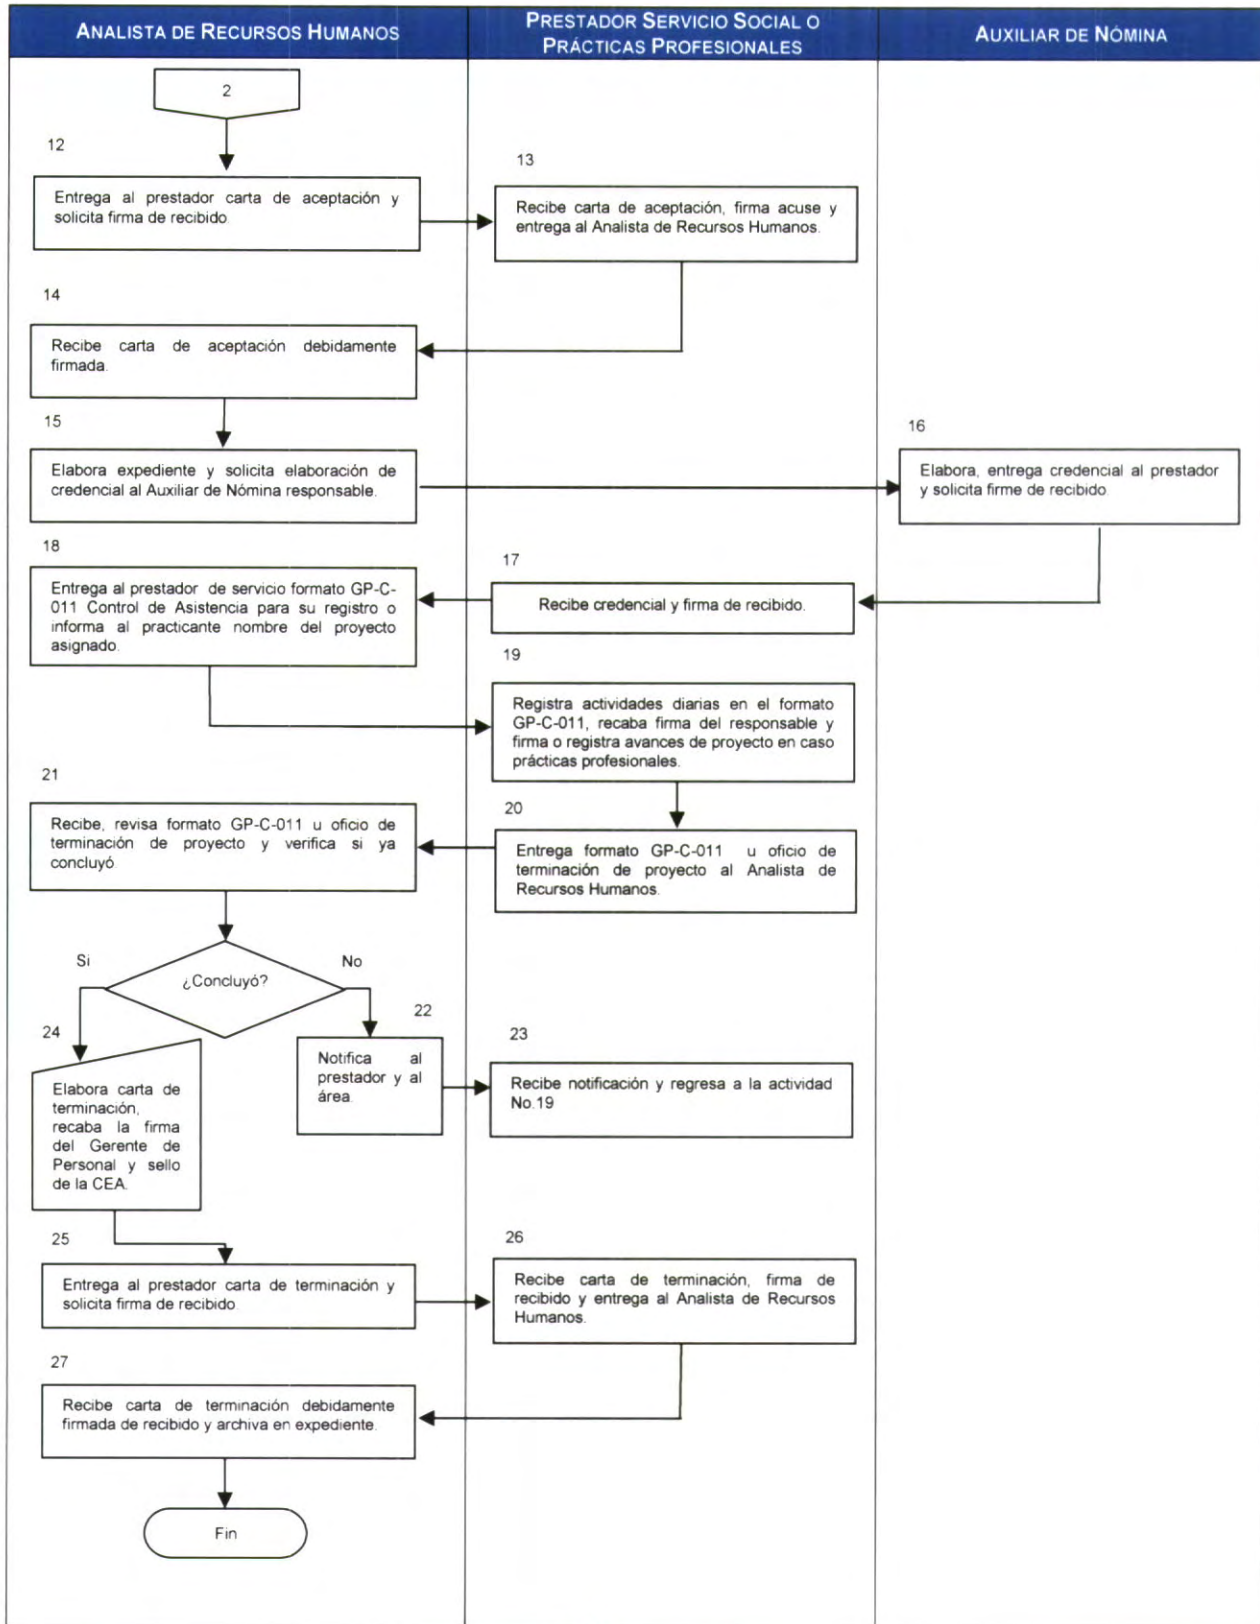 ANALISTA DE RECURSOS HUMANOS
PRESTADOR SERVICIO SOCIAL O
PRÁCTICAS PROFESIONALES
AUXILIAR DE NÓMINA
2
12
Entrega al prestador carta de aceptación y
solicita firma de recibido.
13
Recibe carta de aceptación, firma acuse y
entrega al Analista de Recursos Humanos.
14
Recibe carta de aceptación debidamente
firmada.
15
Elabora expediente y solicita elaboración de
credencial al Auxiliar de Nómina responsable.
16
Elabora, entrega credencial al prestador
y solicita firme de recibido.
17
Recibe credencial y firma de recibido.
18
Entrega al prestador de servicio formato GP-C-
011 Control de Asistencia para su registro o
informa al practicante nombre del proyecto
asignado.
19
Registra actividades diarias en el formato
GP-C-011, recaba firma del responsable y
firma o registra avances de proyecto en caso
prácticas profesionales.
20
Entrega formato GP-C-011 u oficio de
terminación de proyecto al Analista de
Recursos Humanos.
21
Recibe, revisa formato GP-C-011 u oficio de
terminación de proyecto y verifica si ya
concluyó
¿Concluyó?
Si
No
22
Notifica al
prestador y al
área.
23
Recibe notificación y regresa a la actividad
No.19
24
Elabora carta de
terminación,
recaba la firma
del Gerente de
Personal y sello
de la CEA.
25
Entrega al prestador carta de terminación y
solicita firma de recibido.
26
Recibe carta de terminación, firma de
recibido y entrega al Analista de Recursos
Humanos.
27
Recibe carta de terminación debidamente
firmada de recibido y archiva en expediente.
Fin